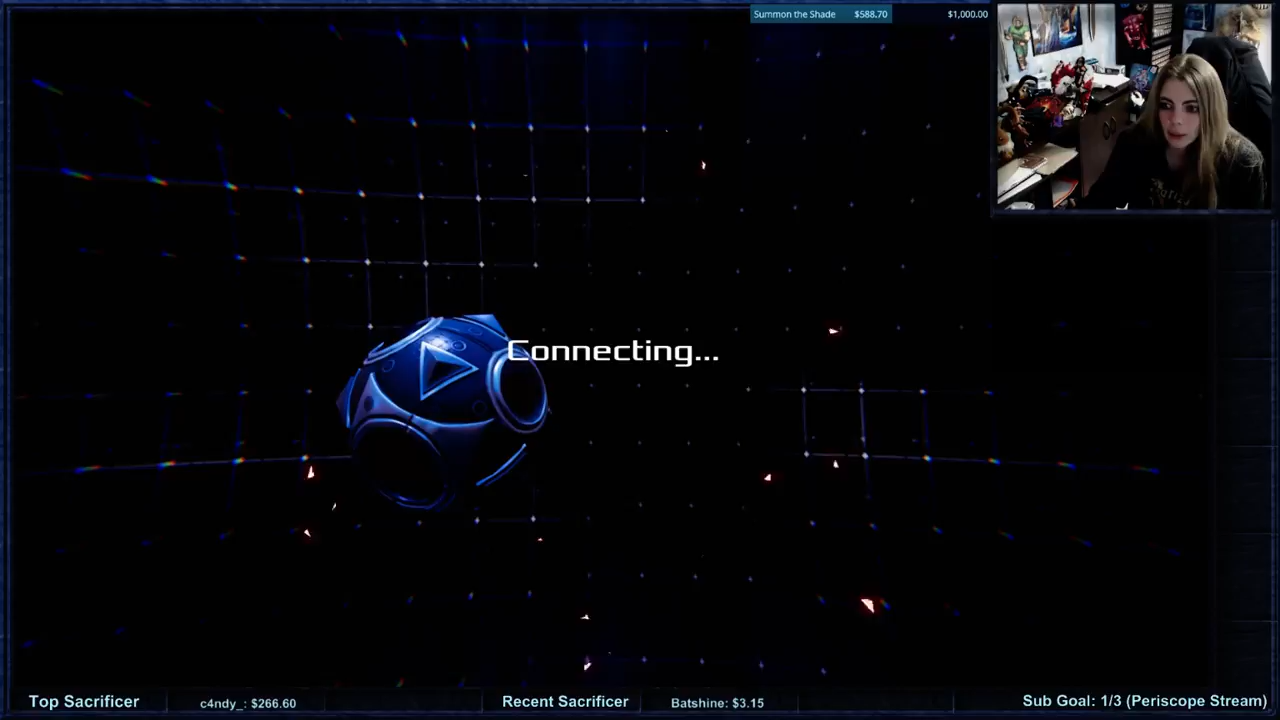 Summon the Shade $588.70 $1,000.00
Connecting...
Top Sacrificer
c4ndy_: $266.60
Recent Sacrificer
Batshine: $3.15
Sub Goal: 1/3 (Periscope Stream)